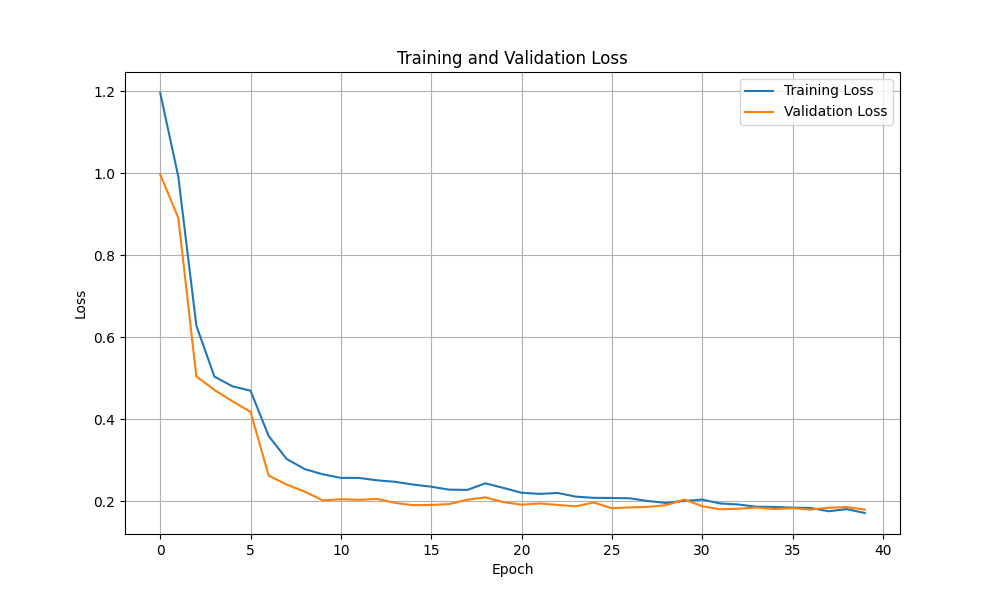 Training and Validation Loss
Training Loss
Validation Loss
1.2
1.0
0.8
0.6
0.4
0.2
Loss
0 5 10 15 20 25 30 35 40
Epoch